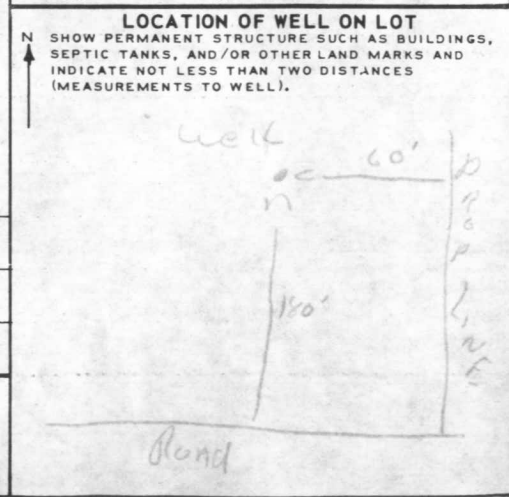 LOCATION OF WELL ON LOT
N SHOW PERMANENT STRUCTURE SUCH AS BUILDINGS,
SEPTIC TANKS, AND/OR OTHER LAND MARKS AND
INDICATE NOT LESS THAN TWO DISTANCES
(MEASUREMENTS TO WELL).
Well
60'
PROP LINE
180'
Road